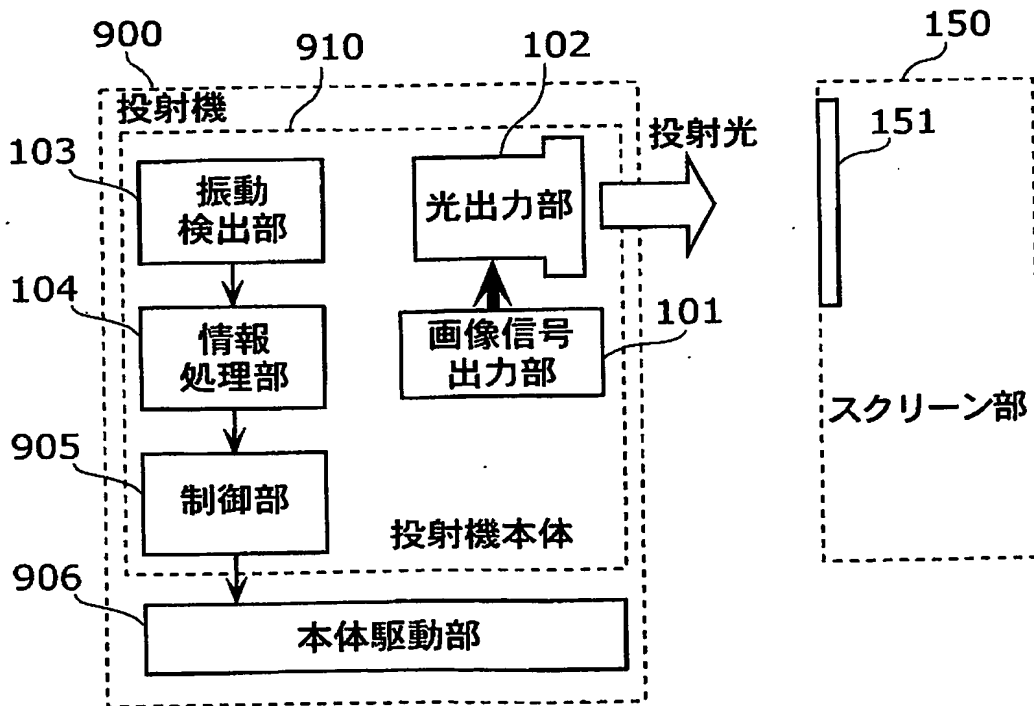 900
910
102
150
投射機
投射光
151
103
振動
検出部
光出力部
104
情報
処理部
画像信号
出力部
101
スクリーン部
905
制御部
投射機本体
906
本体駆動部